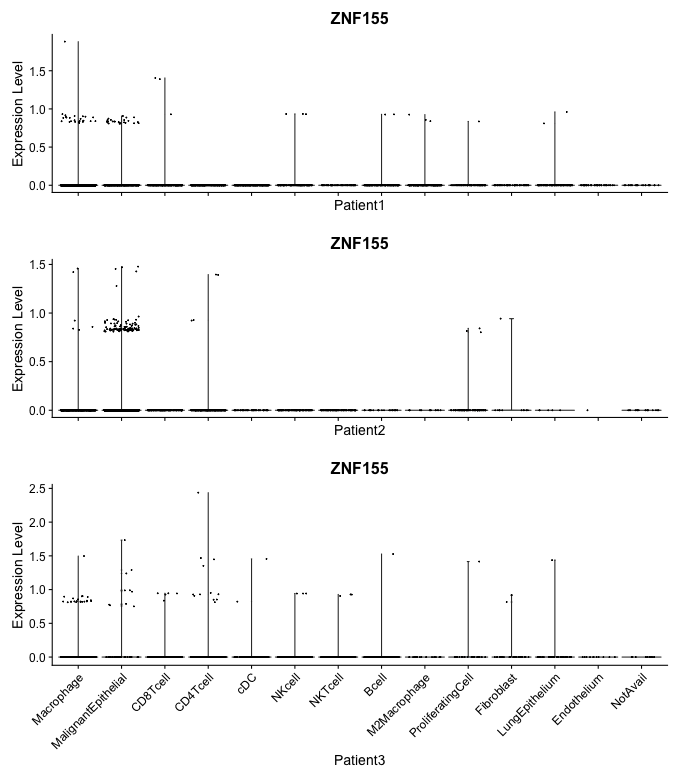 ZNF155
Expression Level
1.5
1.0
0.5
0.0
Patient1
ZNF155
Expression Level
1.5
1.0
0.5
0.0
Patient2
ZNF155
Expression Level
2.5
2.0
1.5
1.0
0.5
0.0
Macrophage
MalignantEpithelial
CD8Tcell
CD4Tcell
cDC
NKcell
NKTcell
Bcell
M2Macrophage
ProliferatingCell
Fibroblast
LungEpithelium
Endothelium
NotAvail
Patient3